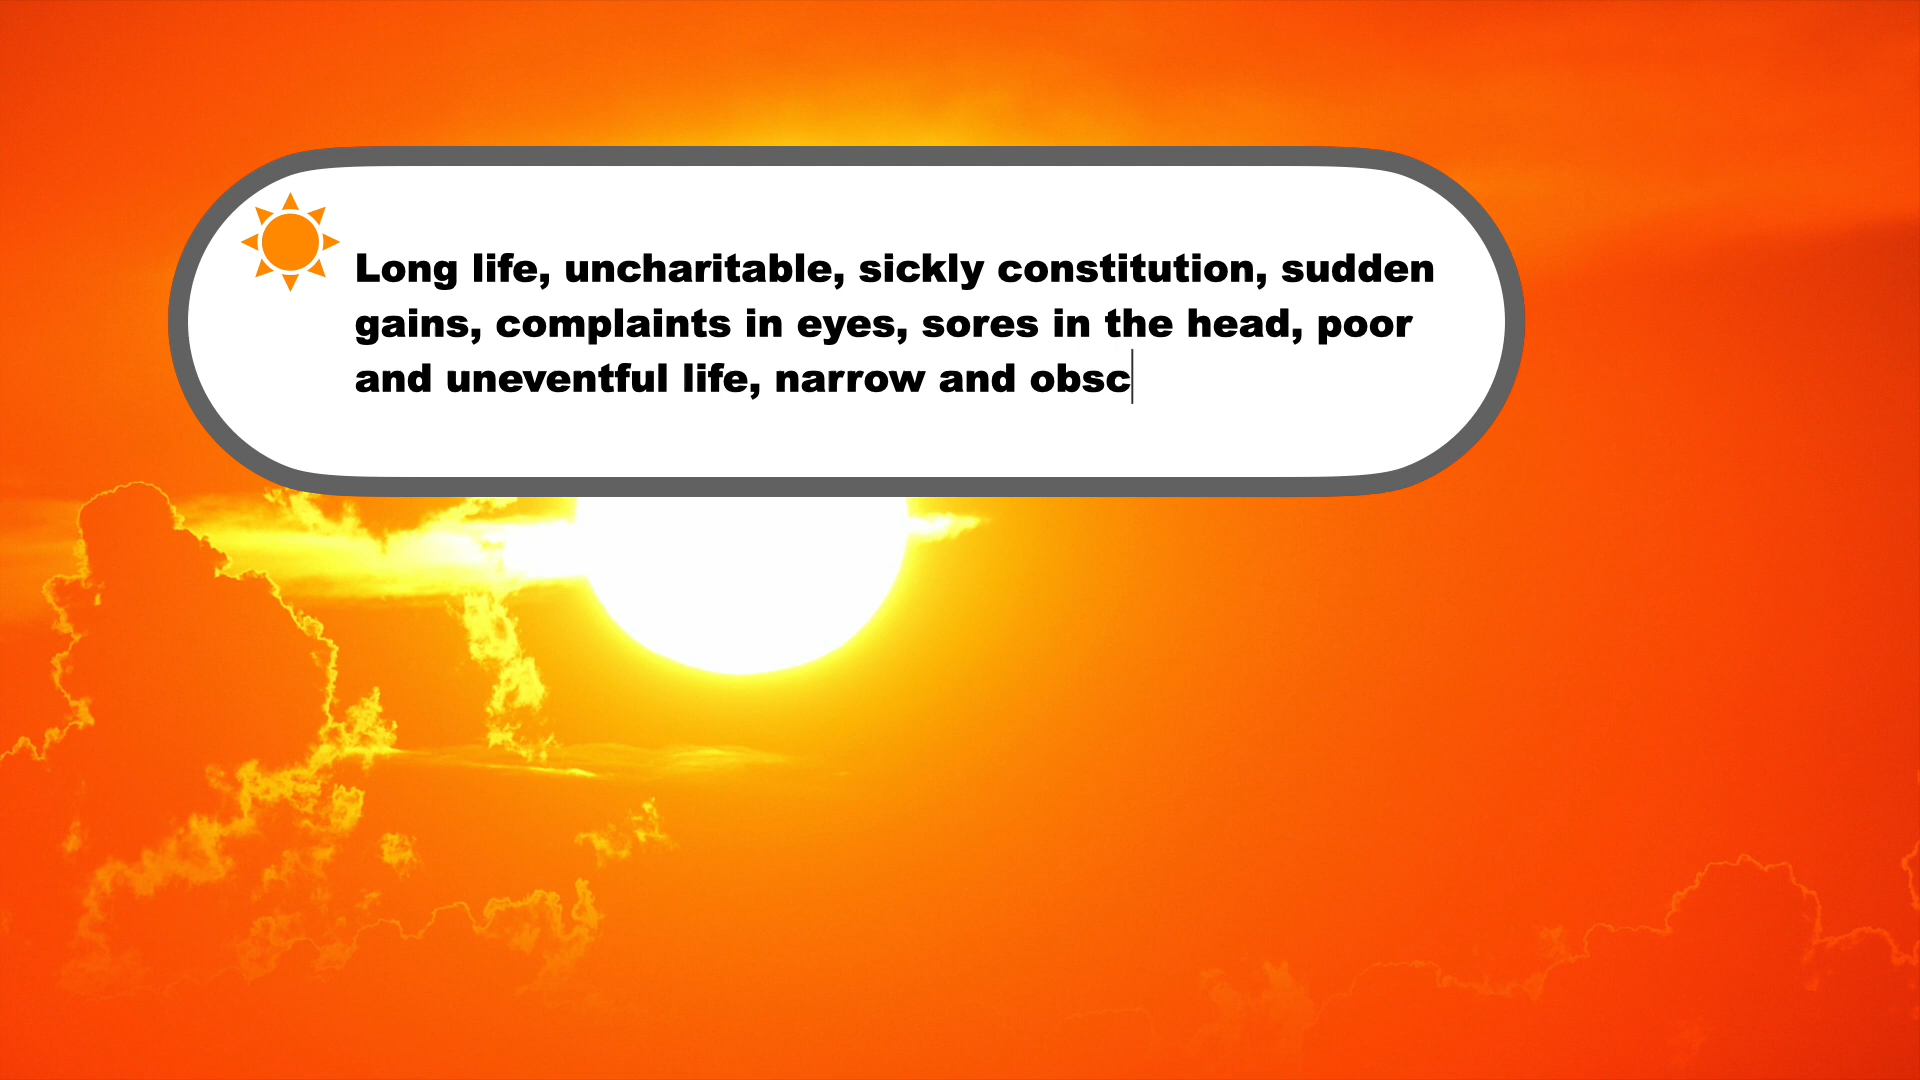 Long life, uncharitable, sickly constitution, sudden
gains, complaints in eyes, sores in the head, poor
and uneventful life, narrow and obsc